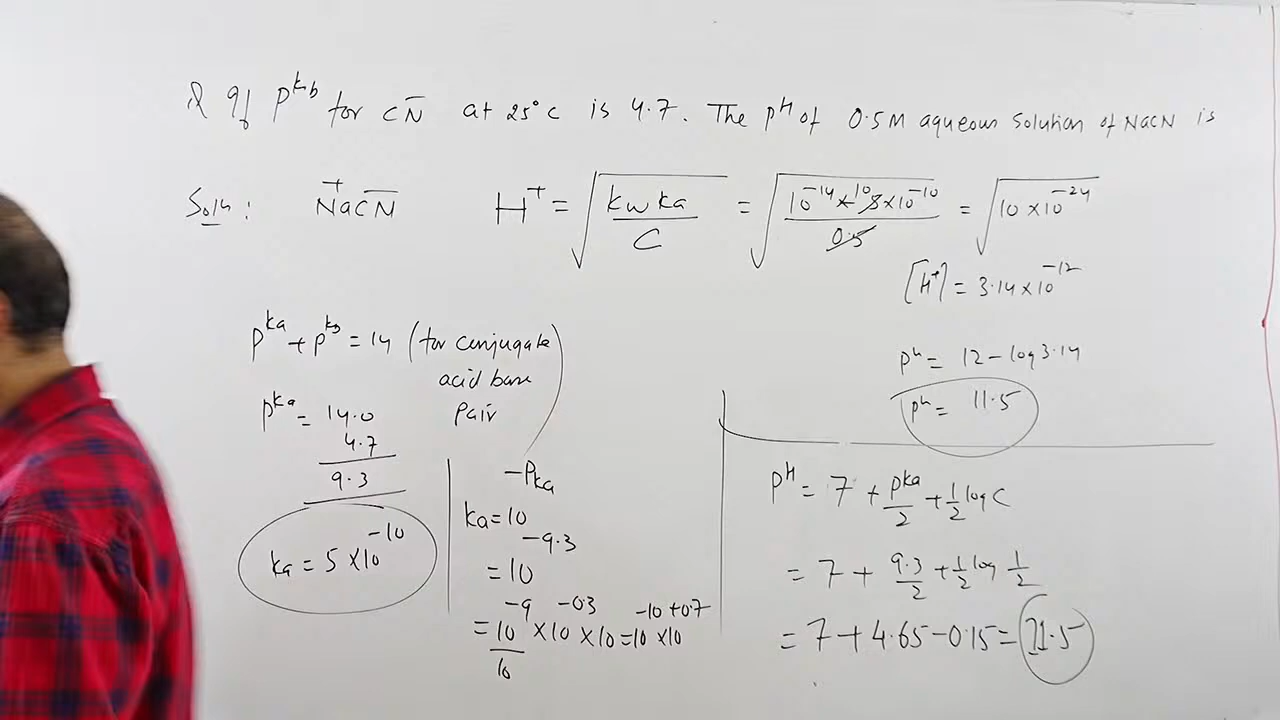 Q If pKb for CN⁻ at 25°C is 4.7. The pH of 0.5M aqueous solution of NaCN is
Soln: Na⁺CN⁻ H⁺ = √(kw ka / C) = √(10⁻¹⁴ × 10 5 × 10⁻¹⁰ / 0.5) = √(10 × 10⁻²⁴)
[H⁺] = 3.14 × 10⁻¹²
pH = 12 - log 3.14
pH = 11.5
pka + pkb = 14 (for conjugate
acid base
pair)
pka = 14.0
4.7
9.3
ka = 5 × 10⁻¹⁰
-pka
ka = 10
-9.3
= 10
-9 -0.3 -10 +0.7
= 10 × 10 × 10 = 10 × 10
10
pH = 7 + pka/2 + 1/2 log C
= 7 + 9.3/2 + 1/2 log 1/2
= 7 + 4.65 - 0.15 = 11.5